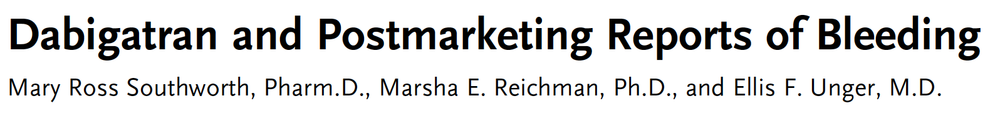 Dabigatran and Postmarketing Reports of Bleeding
Mary Ross Southworth, Pharm.D., Marsha E. Reichman, Ph.D., and Ellis F. Unger, M.D.